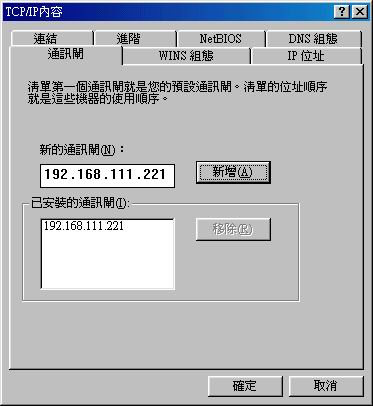 TCP/IP內容
連結
進階
NetBIOS
DNS 組態
通訊閘
WINS 組態
IP 位址
清單第一個通訊閘就是您的預設通訊閘。清單的位址順序
就是這些機器的使用順序。
新的通訊閘(N)：
192.168.111.221
新增(A)
已安裝的通訊閘(I):
192.168.111.221
移除(R)
確定
取消